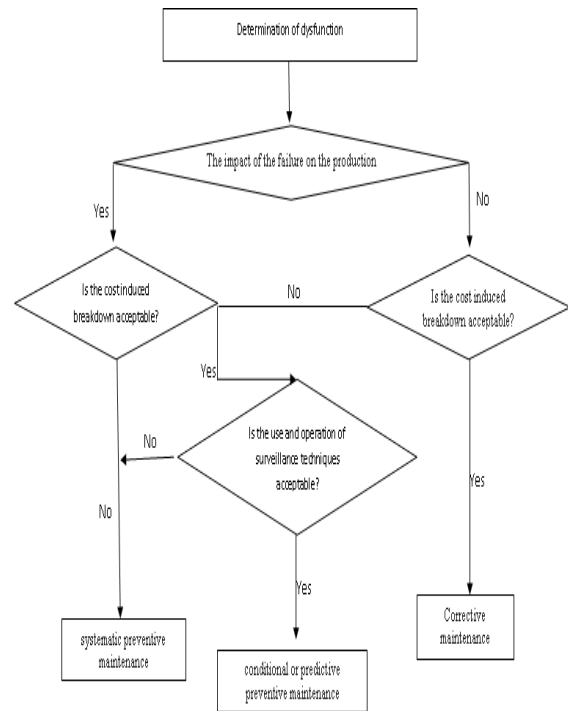 Determination of dysfunction
The impact of the failure on the production
Yes
No
Is the cost induced
breakdown acceptable?
No
Is the cost induced
breakdown acceptable?
Yes
No
Is the use and operation of
surveillance techniques
acceptable?
Yes
No
Yes
systematic preventive
maintenance
conditional or predictive
preventive maintenance
Corrective
maintenance